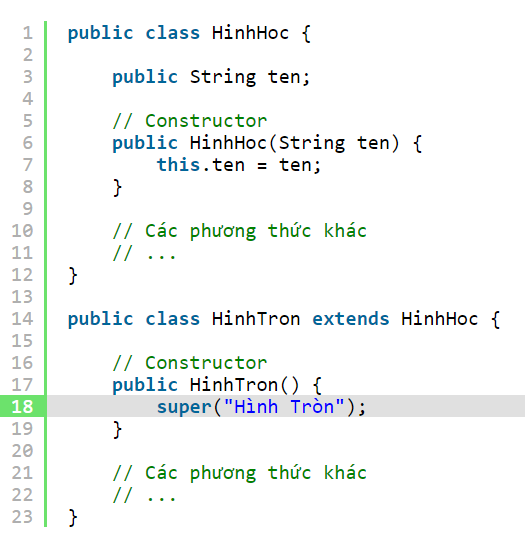 1 public class HinhHoc {
2
3     public String ten;
4
5     // Constructor
6     public HinhHoc(String ten) {
7         this.ten = ten;
8     }
9
10     // Các phương thức khác
11     // ...
12 }
13
14 public class HinhTron extends HinhHoc {
15
16     // Constructor
17     public HinhTron() {
18         super("Hình Tròn");
19     }
20
21     // Các phương thức khác
22     // ...
23 }